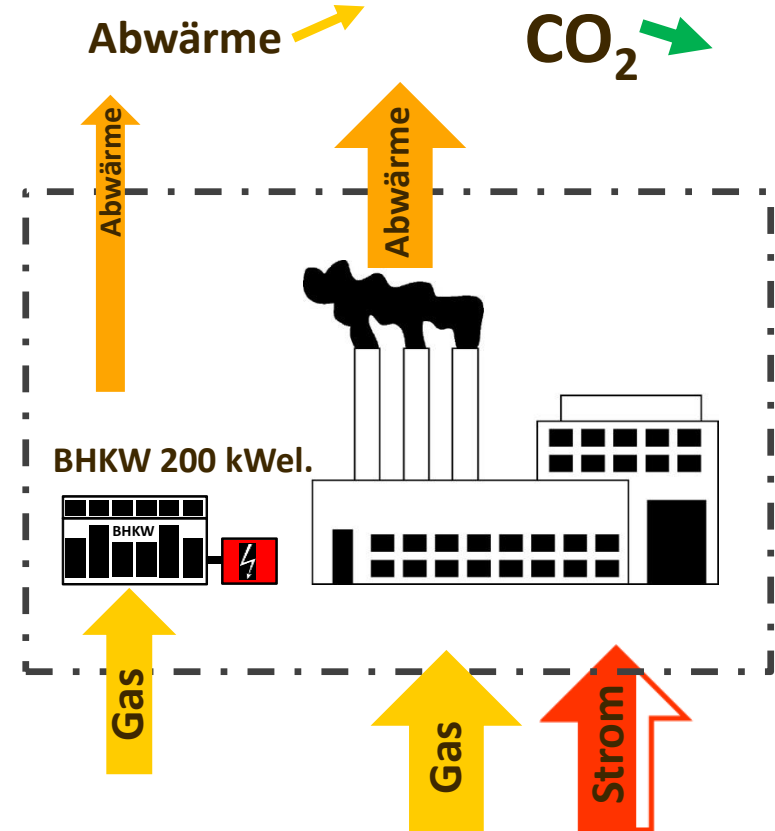 Abwärme
CO₂
Abwärme
Abwärme
BHKW 200 kWel.
BHKW
Gas
Gas
Strom